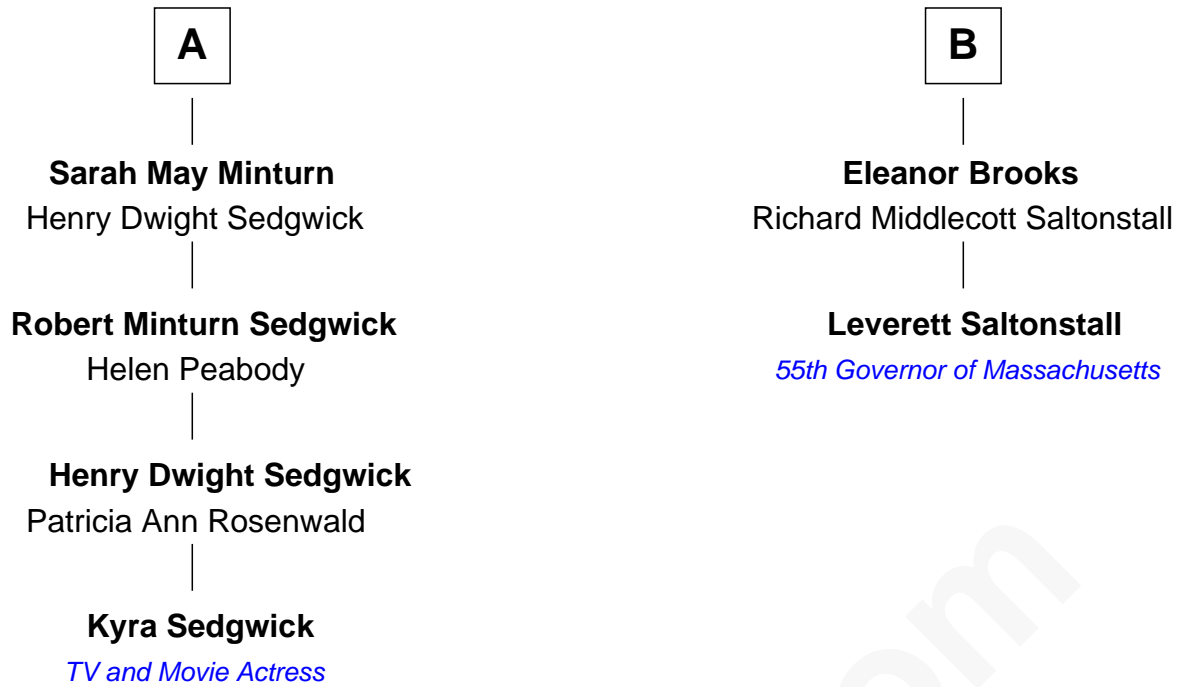 A
Sarah May Minturn
Henry Dwight Sedgwick
Robert Minturn Sedgwick
Helen Peabody
Henry Dwight Sedgwick
Patricia Ann Rosenwald
Kyra Sedgwick
TV and Movie Actress
B
Eleanor Brooks
Richard Middlecott Saltonstall
Leverett Saltonstall
55th Governor of Massachusetts
om